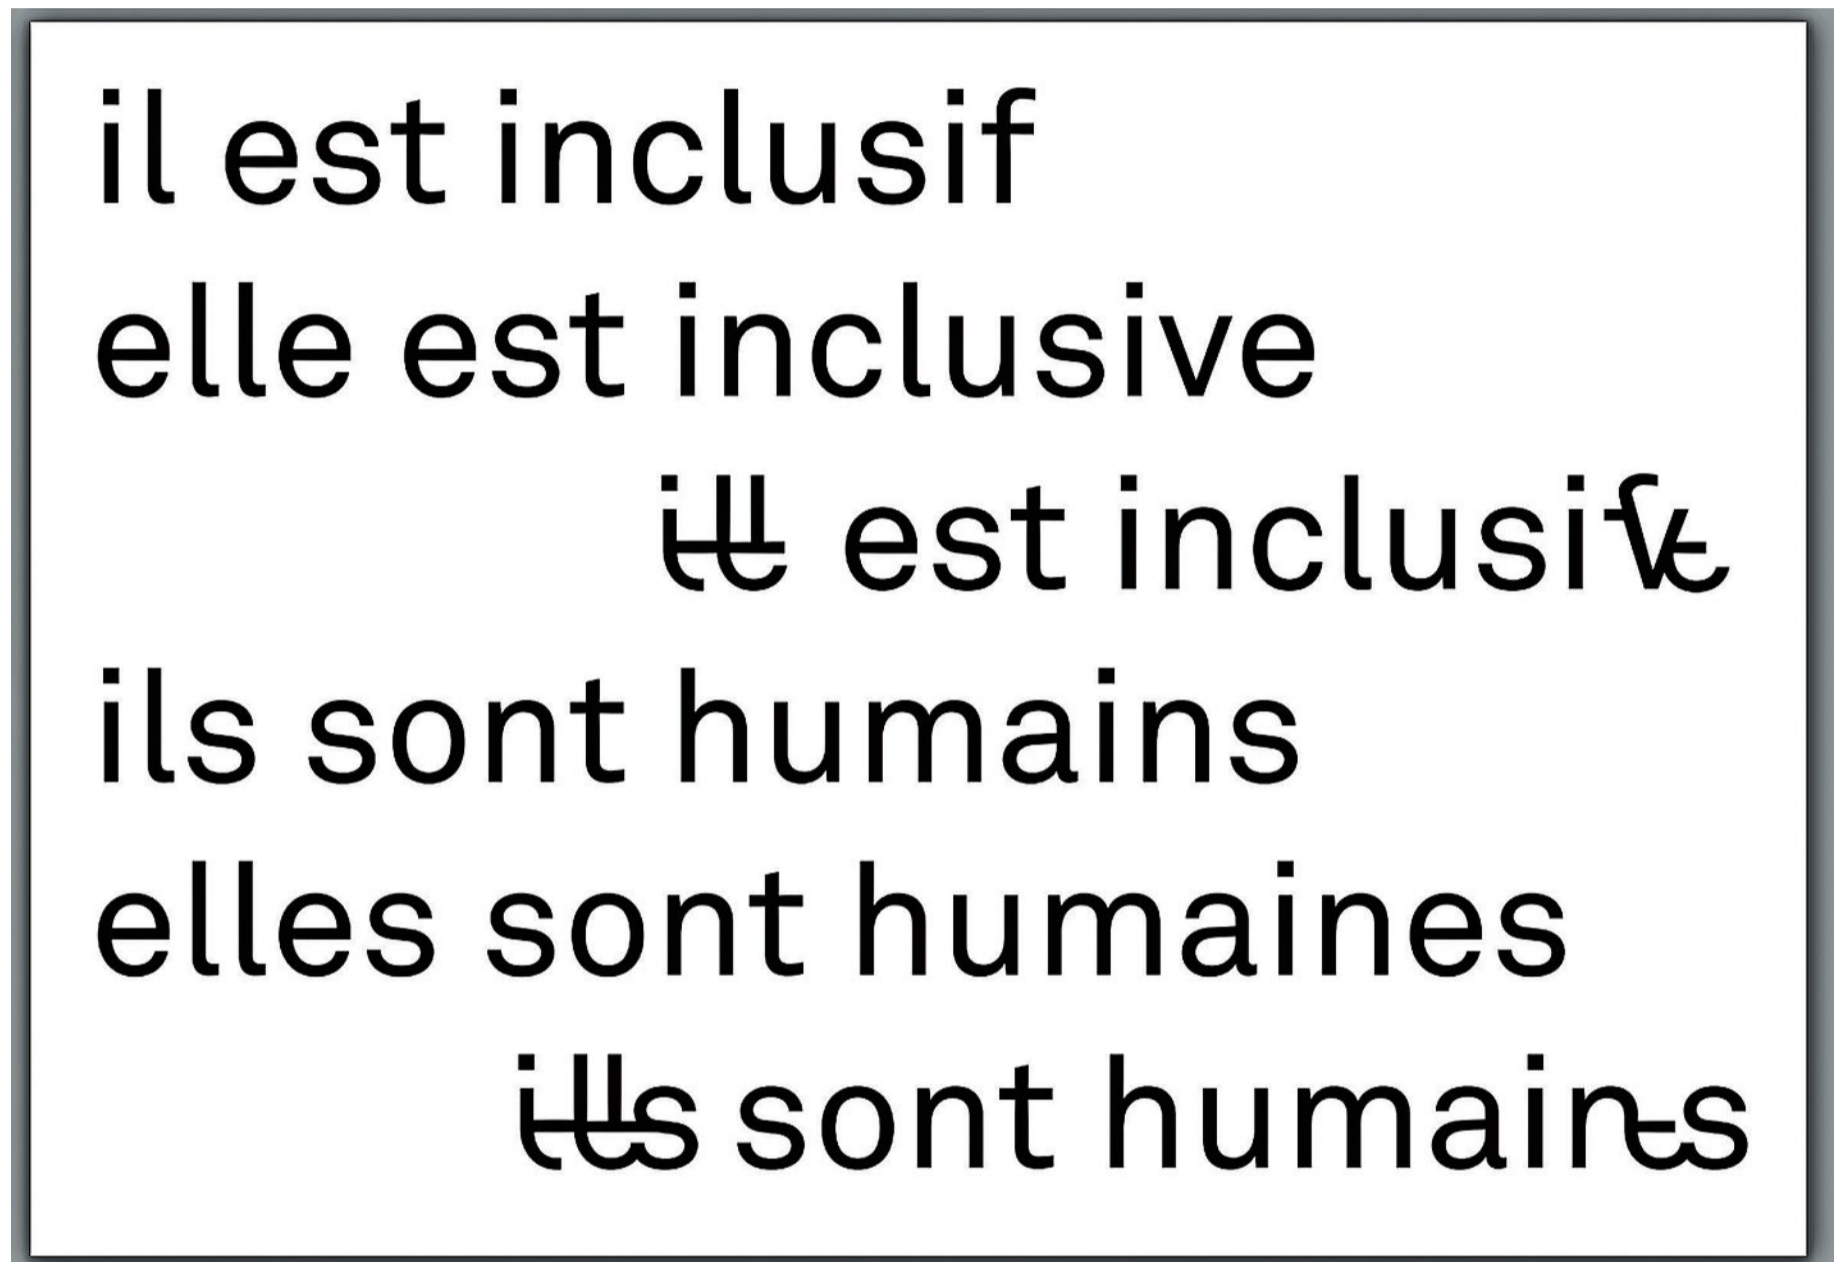 il est inclusif
elle est inclusive
est
ils sont humains
elles sont humaines
sont